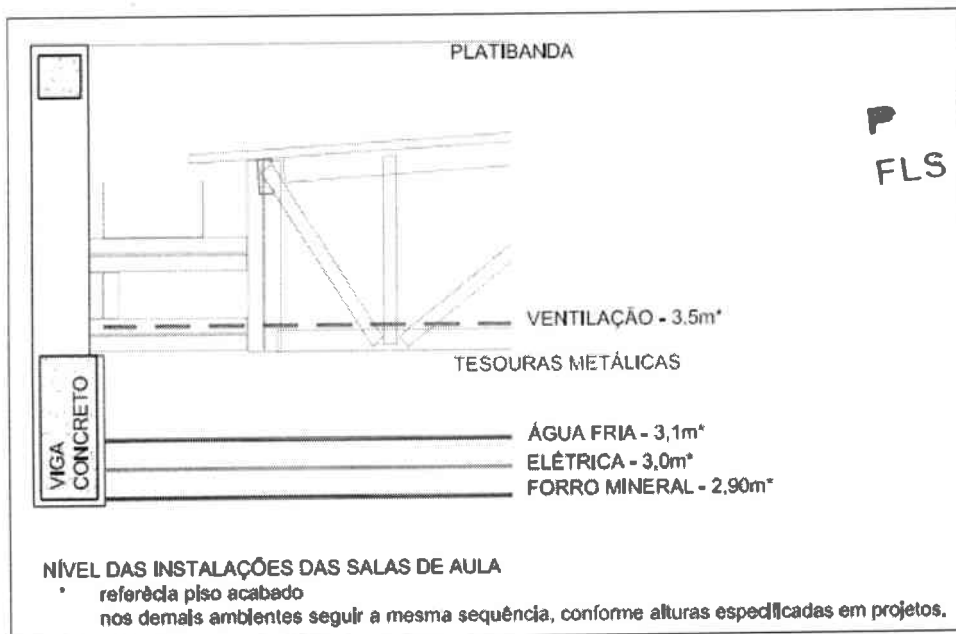 PLATIBANDA
P
FLS
VENTILAÇÃO - 3.5m*
TESOURAS METÁLICAS
VIGA
CONCRETO
ÁGUA FRIA - 3,1m*
ELÉTRICA - 3,0m*
FORRO MINERAL - 2,90m*
NÍVEL DAS INSTALAÇÕES DAS SALAS DE AULA
* referêcia piso acabado
nos demais ambientes seguir a mesma sequência, conforme alturas especificadas em projetos.